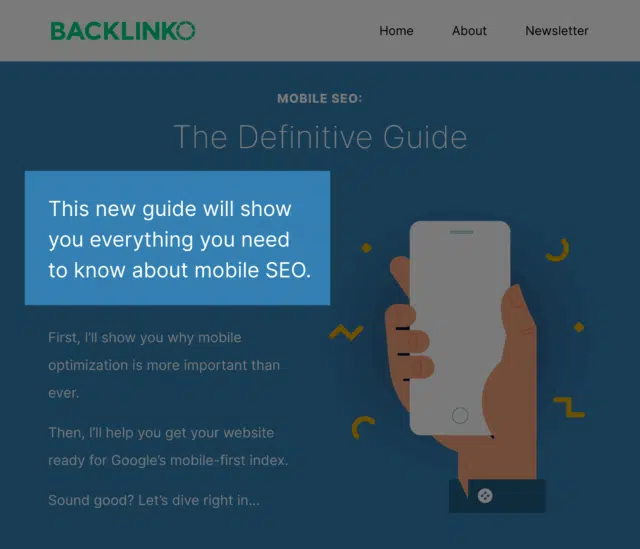 BACKLINKO
Home About Newsletter
MOBILE SEO:
The Definitive Guide
This new guide will show
you everything you need
to know about mobile SEO.
First, I'll show you why mobile
optimization is more important than
ever.
Then, I'll help you get your website
ready for Google's mobile-first index.
Sound good? Let's dive right in...